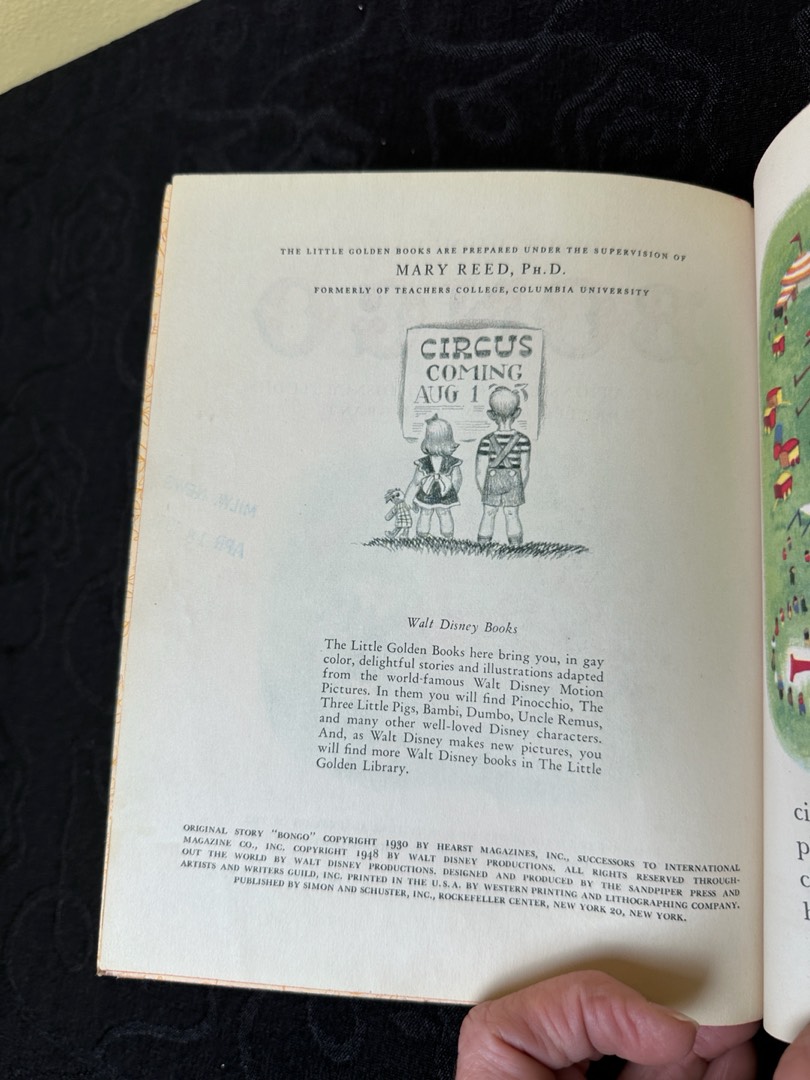 THE LITTLE GOLDEN BOOKS ARE PREPARED UNDER THE SUPERVISION OF
MARY REED, PH.D.
FORMERLY OF TEACHERS COLLEGE, COLUMBIA UNIVERSITY
CIRCUS
COMING
AUG 1 3
Walt Disney Books
The Little Golden Books here bring you, in gay
color, delightful stories and illustrations adapted
from the world-famous Walt Disney Motion
Pictures. In them you will find Pinocchio, The
Three Little Pigs, Bambi, Dumbo, Uncle Remus,
and many other well-loved Disney characters.
And, as Walt Disney makes new pictures, you
will find more Walt Disney books in The Little
Golden Library.
ORIGINAL STORY "BONGO" COPYRIGHT 1930 BY HEARST MAGAZINES, INC., SUCCESSORS TO INTERNATIONAL
MAGAZINE CO., INC. COPYRIGHT 1948 BY WALT DISNEY PRODUCTIONS. ALL RIGHTS RESERVED THROUGH-
OUT THE WORLD BY WALT DISNEY PRODUCTIONS. DESIGNED AND PRODUCED BY THE SANDPIPER PRESS AND
ARTISTS AND WRITERS GUILD, INC. PRINTED IN THE U.S.A. BY WESTERN PRINTING AND LITHOGRAPHING COMPANY.
PUBLISHED BY SIMON AND SCHUSTER, INC., ROCKEFELLER CENTER, NEW YORK 20, NEW YORK.